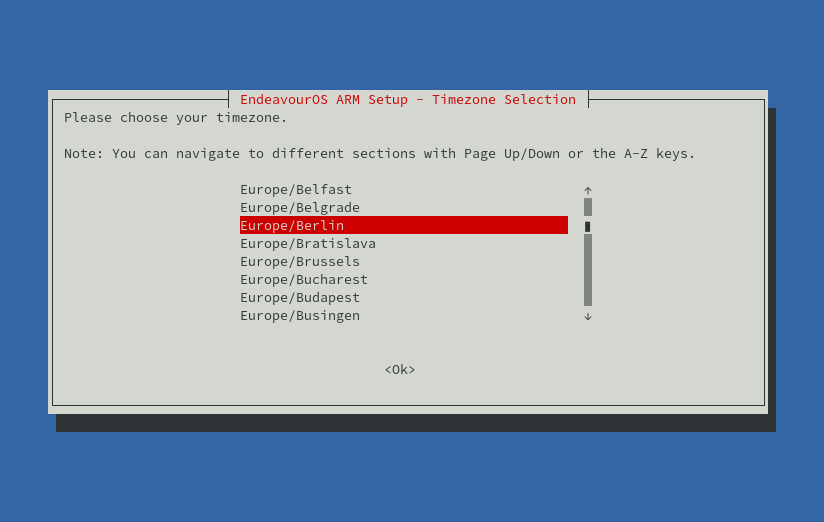 EndeavourOS ARM Setup - Timezone Selection
Please choose your timezone.
Note: You can navigate to different sections with Page Up/Down or the A-Z keys.
Europe/Belfast
Europe/Belgrade
Europe/Berlin
Europe/Bratislava
Europe/Brussels
Europe/Bucharest
Europe/Budapest
Europe/Busingen
<Ok>